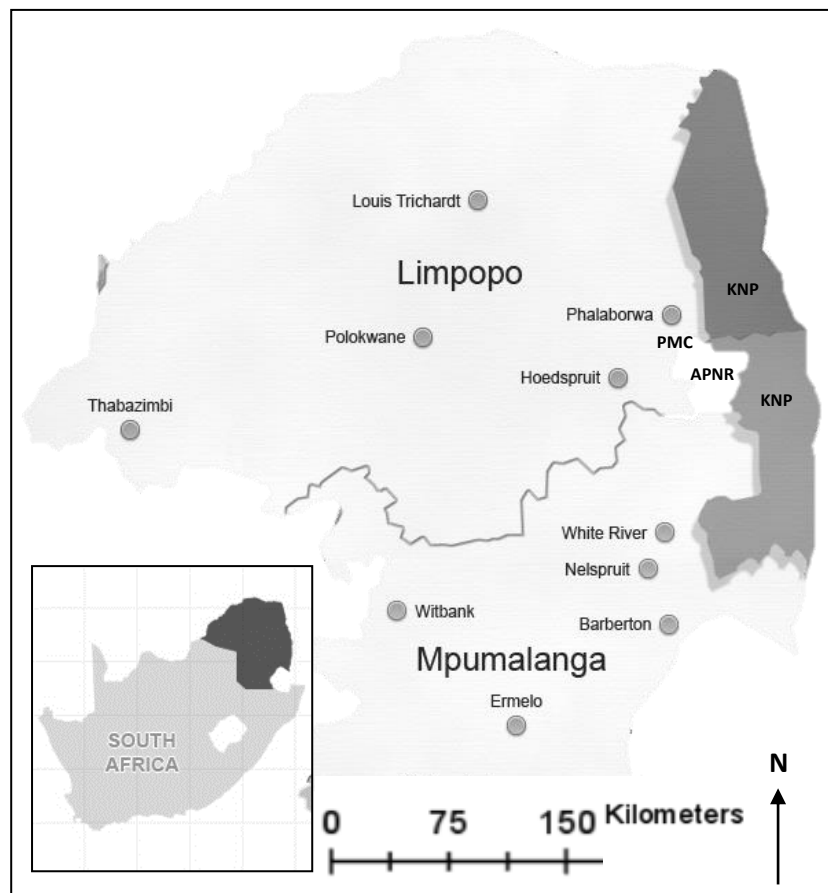 Louis Trichardt
Limpopo
KNP
Phalaborwa
PMC
Polokwane
APNR
Hoedspruit
KNP
Thabazimbi
White River
Nelspruit
Witbank
Barberton
Mpumalanga
Ermelo
SOUTH
AFRICA
N
0 75 150 Kilometers